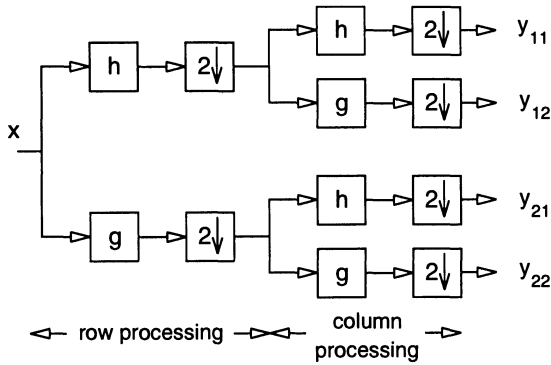 h 2↓ y11
h 2↓
g 2↓ y12
x
h 2↓ y21
g 2↓
g 2↓ y22
row processing
column
processing